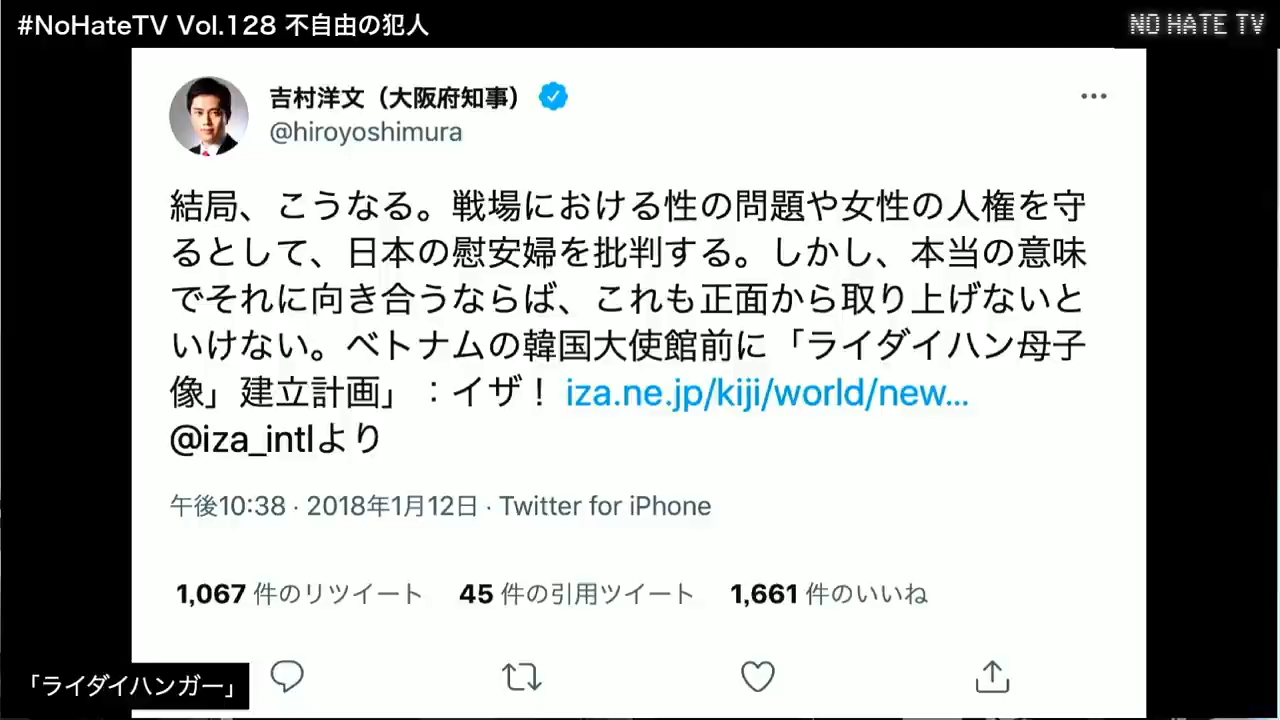 #NoHateTV Vol.128 不自由の犯人
NO HATE TV
吉村洋文（大阪府知事）
@hiroyoshimura
結局、こうなる。戦場における性の問題や女性の人権を守
るとして、日本の慰安婦を批判する。しかし、本当の意味
でそれに向き合うならば、これも正面から取り上げないと
いけない。ベトナムの韓国大使館前に「ライダイハン母子
像」建立計画」：イザ！ iza.ne.jp/kiji/world/new…
@iza_intlより
午後10:38 · 2018年1月12日 · Twitter for iPhone
1,067 件のリツイート 45 件の引用ツイート 1,661 件のいいね
「ライダイハンガー」